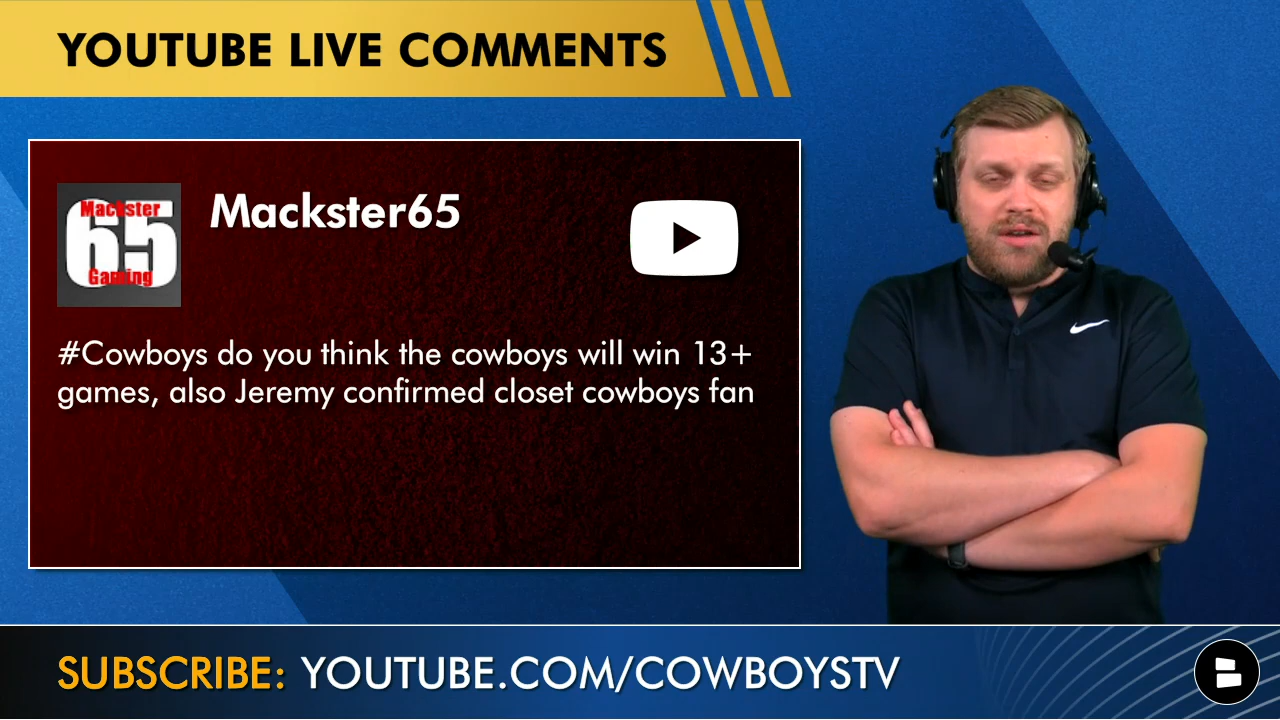 YOUTUBE LIVE COMMENTS
Mackster
65
Gaming
Mackster65
#Cowboys do you think the cowboys will win 13+
games, also Jeremy confirmed closet cowboys fan
SUBSCRIBE: YOUTUBE.COM/COWBOYSTV